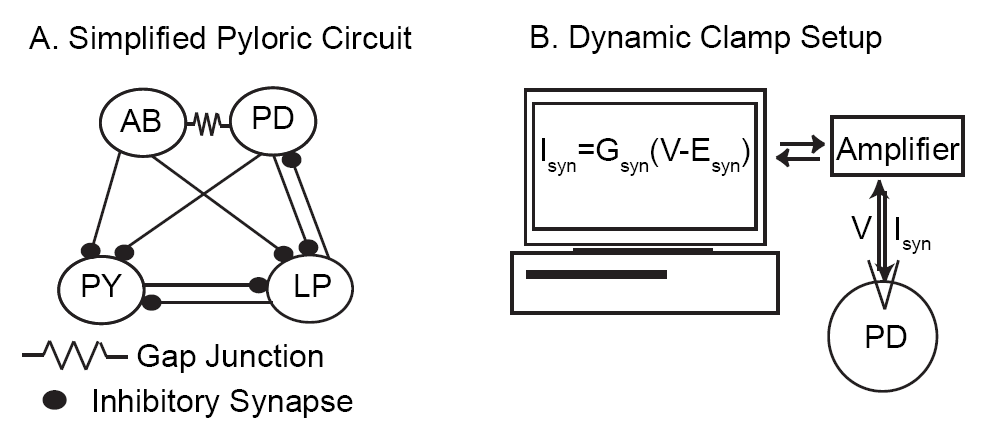 A. Simplified Pyloric Circuit
AB
PD
PY
LP
Gap Junction
Inhibitory Synapse
B. Dynamic Clamp Setup
Isyn=Gsyn(V-Esyn)
Amplifier
V
Isyn
PD